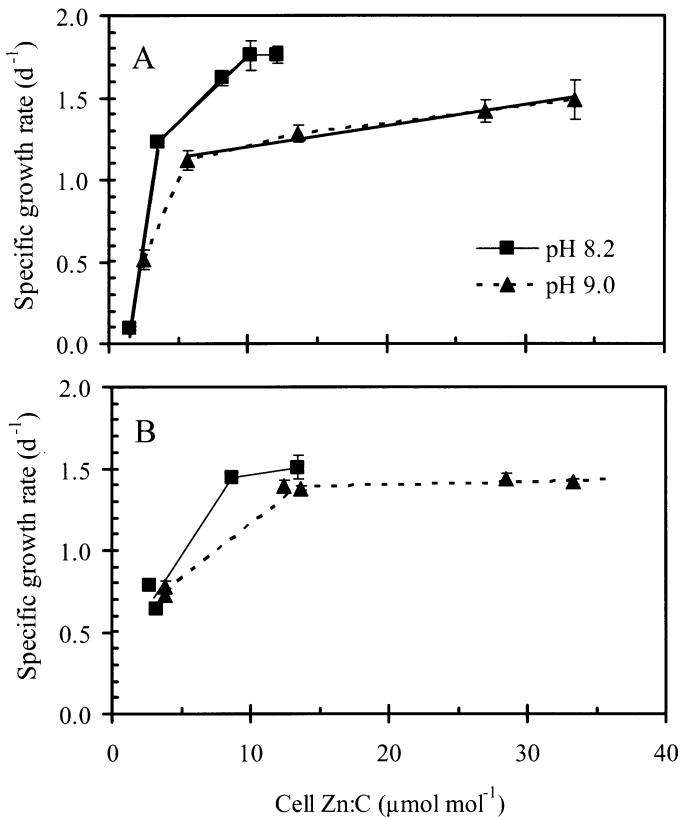 2.0
A
1.5
1.0
0.5
0.0
Specific growth rate (d⁻¹)
pH 8.2
pH 9.0
2.0
B
1.5
1.0
0.5
0.0
Specific growth rate (d⁻¹)
0 10 20 30 40
Cell Zn:C (μmol mol⁻¹)